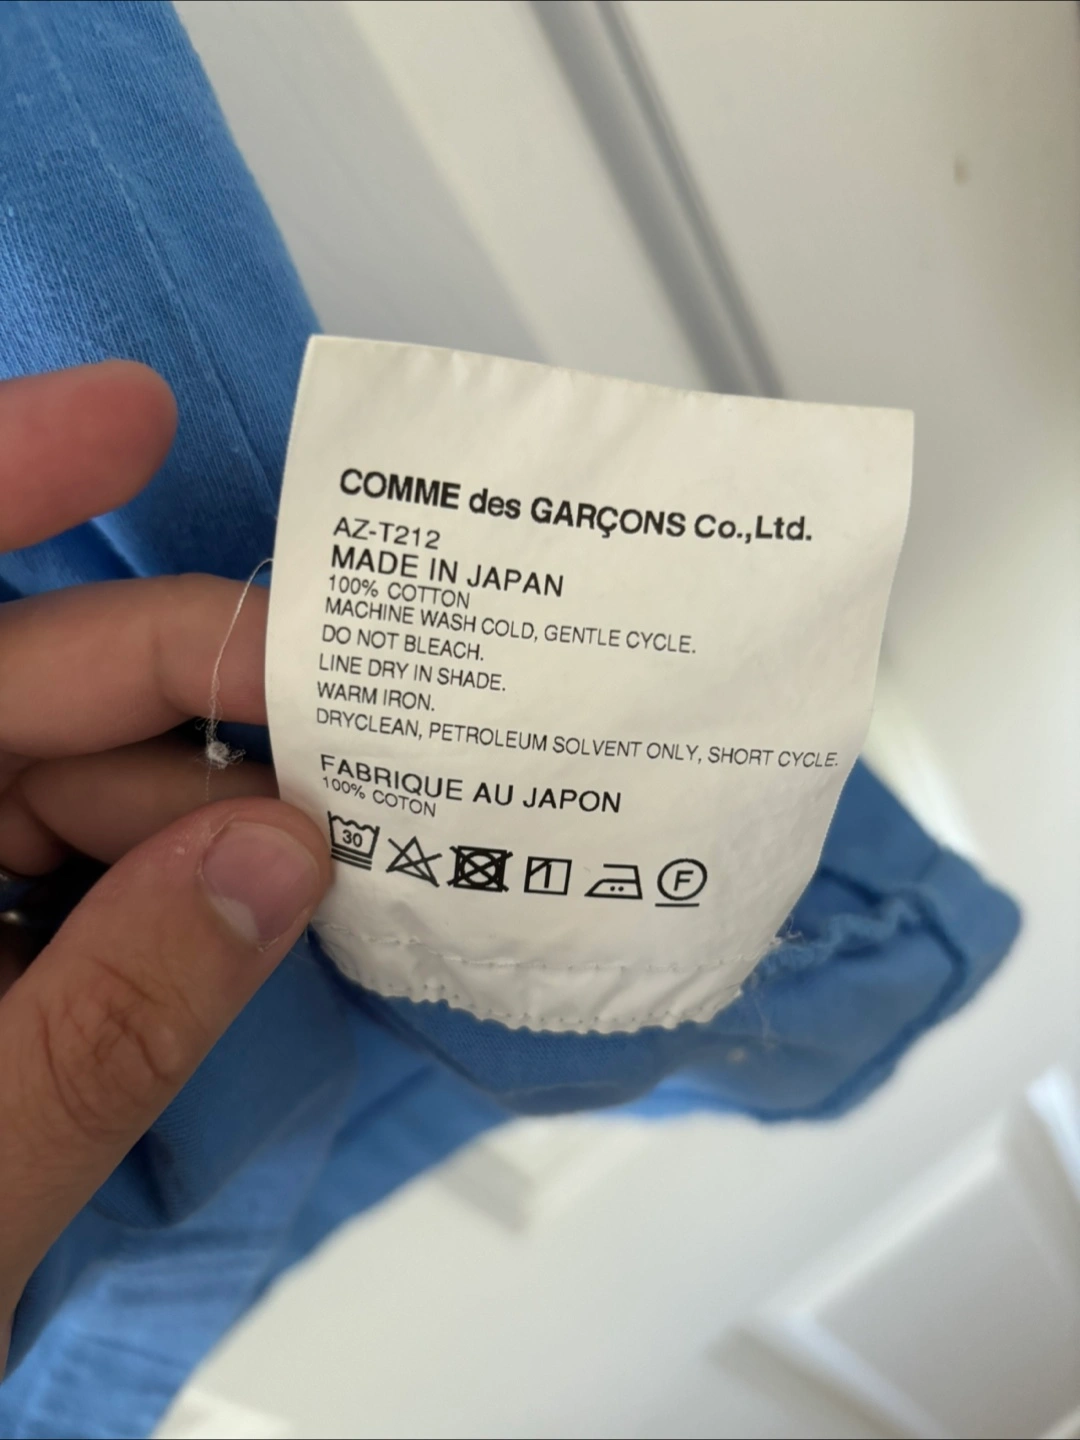 COMME des GARÇONS Co.,Ltd.
AZ-T212
MADE IN JAPAN
100% COTTON
MACHINE WASH COLD, GENTLE CYCLE.
DO NOT BLEACH.
LINE DRY IN SHADE.
WARM IRON.
DRYCLEAN, PETROLEUM SOLVENT ONLY, SHORT CYCLE.
FABRIQUE AU JAPON
100% COTON
30 F